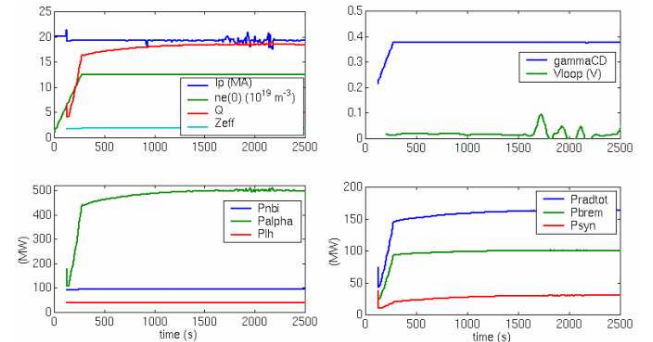 25
20
15
10
5
0
Ip (MA)
ne(0) (10^19 m^-3)
Q
Zeff
0 500 1000 1500 2000 2500
0.5
0.4
0.3
0.2
0.1
0
gammaCD
Vloop (V)
0 500 1000 1500 2000 2500
500
400
300
200
100
0
(MW)
Pnbi
Palpha
Plh
0 500 1000 1500 2000 2500
time (s)
200
150
100
50
0
(MW)
Pradtot
Pbrem
Psyn
0 500 1000 1500 2000 2500
time (s)